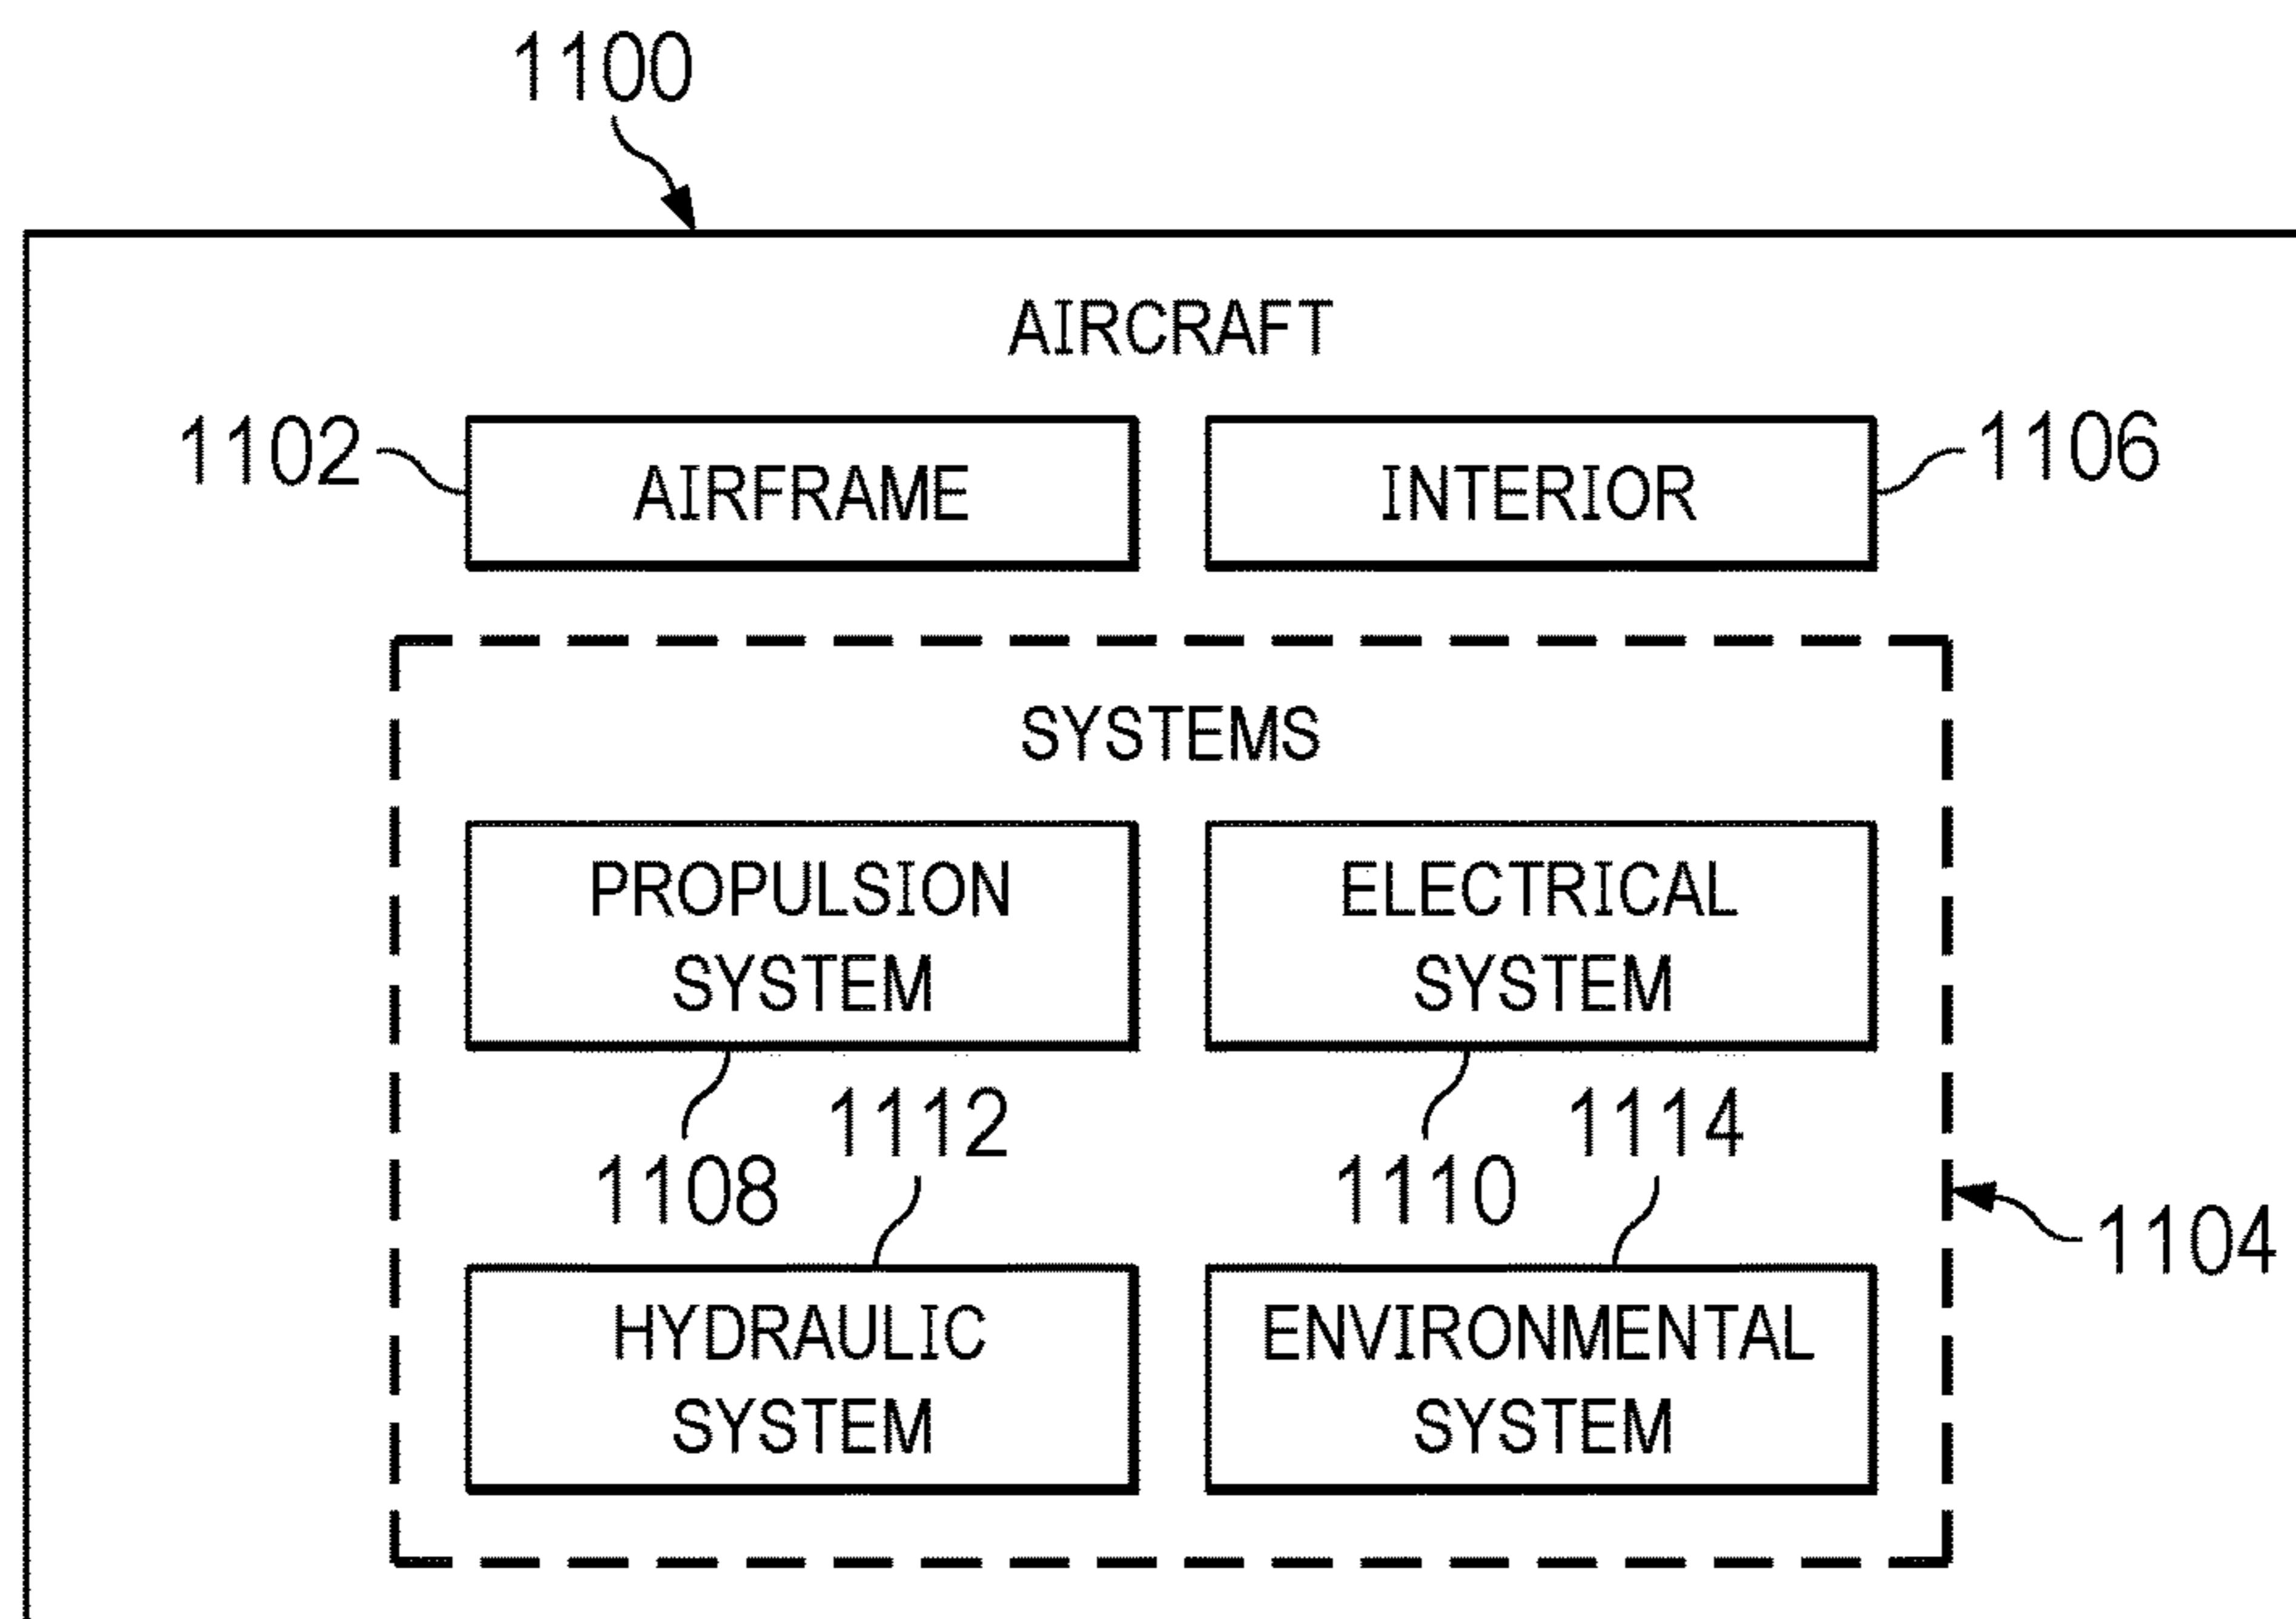 1100
AIRCRAFT
1102
AIRFRAME
INTERIOR
1106
SYSTEMS
PROPULSION
SYSTEM
ELECTRICAL
SYSTEM
1112
1114
1108
1110
1104
HYDRAULIC
SYSTEM
ENVIRONMENTAL
SYSTEM